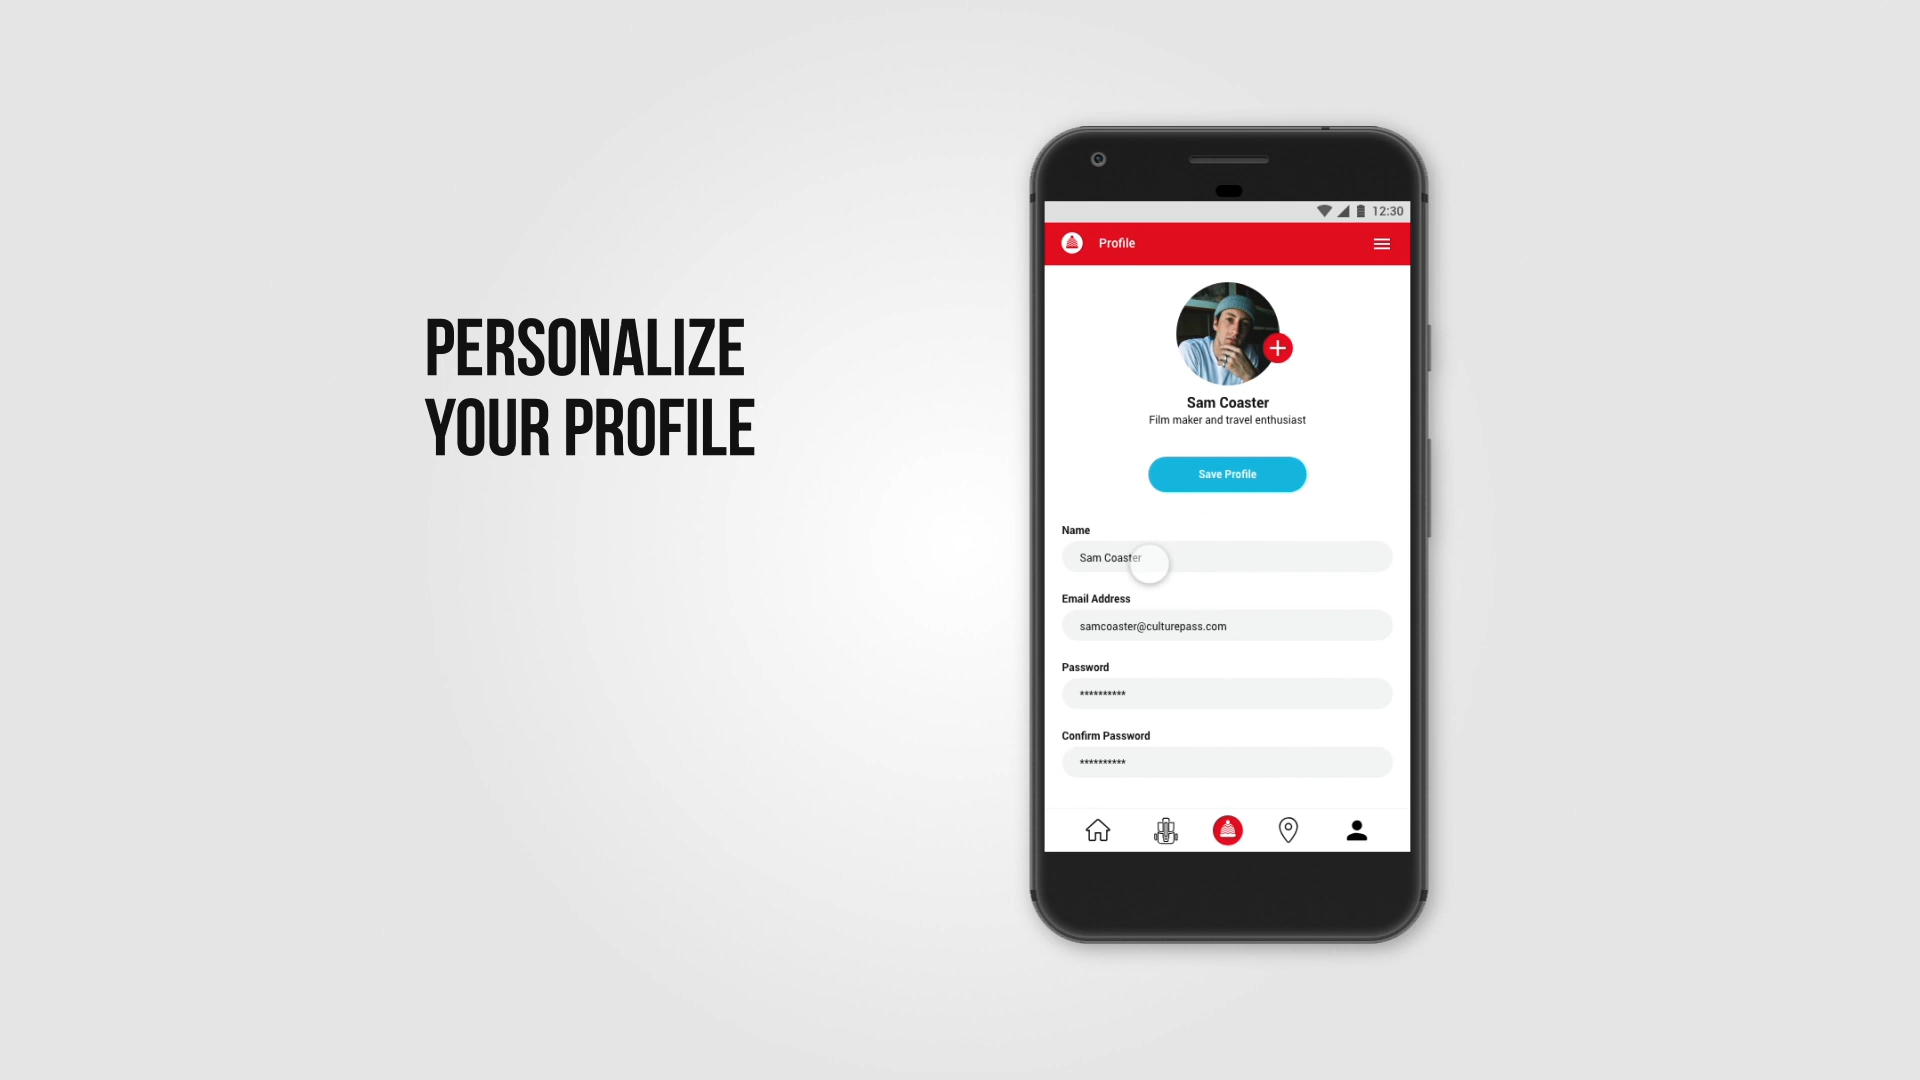 PERSONALIZE
YOUR PROFILE
12:30
Profile
Sam Coaster
Film maker and travel enthusiast
Save Profile
Name
Sam Coaster
Email Address
samcoaster@culturepass.com
Password
**********
Confirm Password
**********